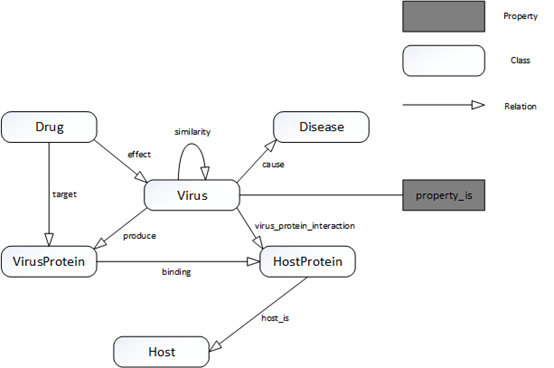 Property
Class
Relation
Drug
Disease
similarity
effect
cause
Virus
property_is
target
produce
virus_protein_interaction
VirusProtein
HostProtein
binding
host_is
Host